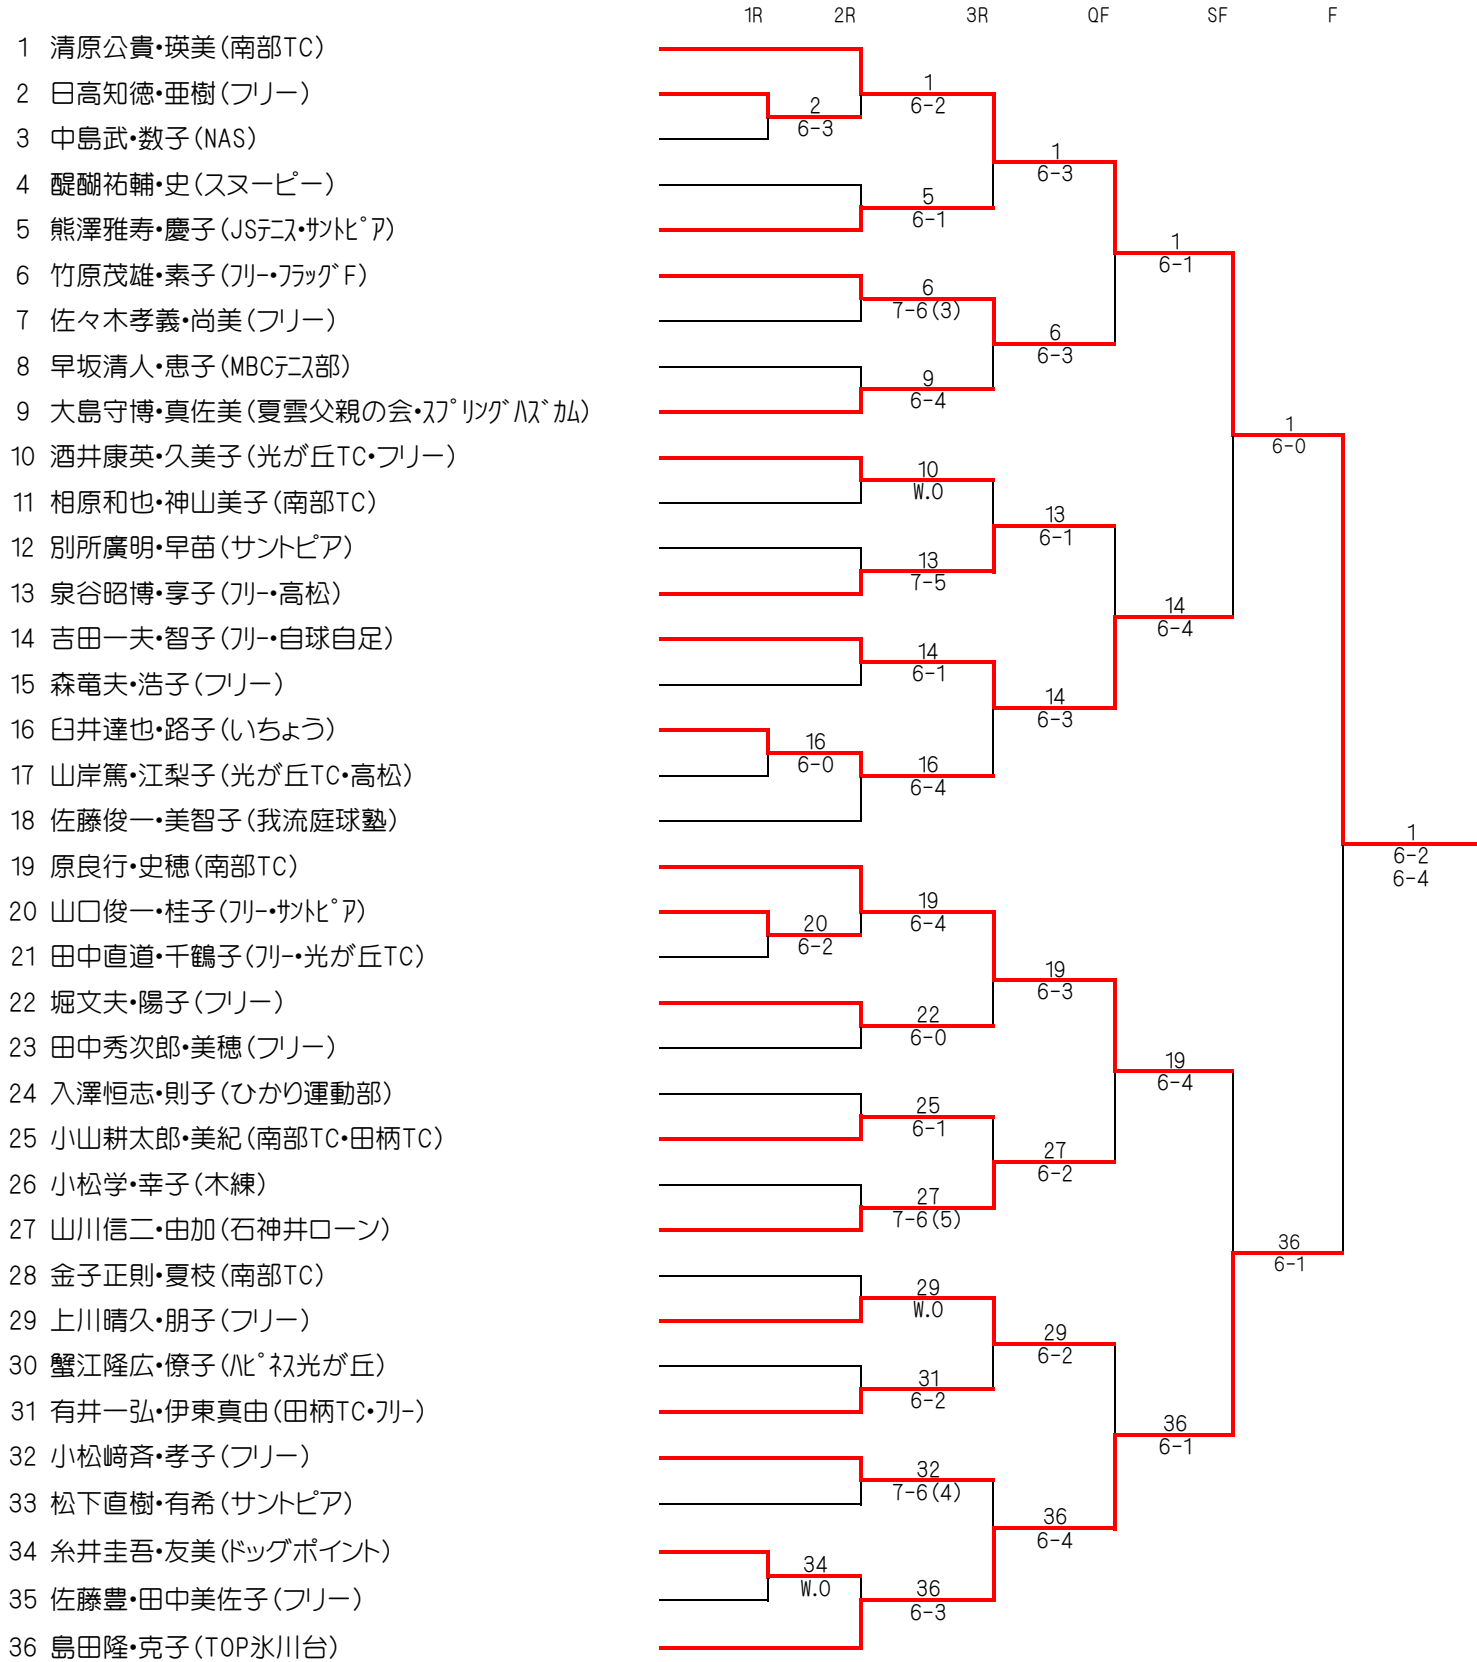 1R 2R 3R QF SF F
1 清原公貴・瑛美(南部TC)
2 日高知徳・亜樹(フリー)
3 中島武・数子(NAS)
4 醍醐祐輔・史(スヌーピー)
5 熊澤雅寿・慶子(JSテニス・サントピア)
6 竹原茂雄・素子(フリー・フラッグF)
7 佐々木孝義・尚美(フリー)
8 早坂清人・恵子(MBCテニス部)
9 大島守博・真佐美(夏雲父親の会・スプリングハズカム)
10 酒井康英・久美子(光が丘TC・フリー)
11 相原和也・神山美子(南部TC)
12 別所廣明・早苗(サントピア)
13 泉谷昭博・享子(フリー・高松)
14 吉田一夫・智子(フリー・自球自足)
15 森竜夫・浩子(フリー)
16 臼井達也・路子(いちょう)
17 山岸篤・江梨子(光が丘TC・高松)
18 佐藤俊一・美智子(我流庭球塾)
19 原良行・史穂(南部TC)
20 山口俊一・桂子(フリー・サントピア)
21 田中直道・千鶴子(フリー・光が丘TC)
22 堀文夫・陽子(フリー)
23 田中秀次郎・美穂(フリー)
24 入澤恒志・則子(ひかり運動部)
25 小山耕太郎・美紀(南部TC・田柄TC)
26 小松学・幸子(木練)
27 山川信二・由加(石神井ローン)
28 金子正則・夏枝(南部TC)
29 上川晴久・朋子(フリー)
30 蟹江隆広・僚子(ハピネス光が丘)
31 有井一弘・伊東真由(田柄TC・フリー)
32 小松﨑斉・孝子(フリー)
33 松下直樹・有希(サントピア)
34 糸井圭吾・友美(ドッグポイント)
35 佐藤豊・田中美佐子(フリー)
36 島田隆・克子(TOP氷川台)
2
6-3
16
6-0
20
6-2
34
W.O
1
6-2
5
6-1
6
7-6(3)
9
6-4
10
W.O
13
7-5
14
6-1
16
6-4
19
6-4
22
6-0
25
6-1
27
7-6(5)
29
W.O
31
6-2
32
7-6(4)
36
6-3
1
6-3
6
6-3
13
6-1
14
6-3
19
6-3
27
6-2
29
6-2
36
6-4
1
6-1
14
6-4
19
6-4
36
6-1
1
6-0
36
6-1
1
6-2
6-4